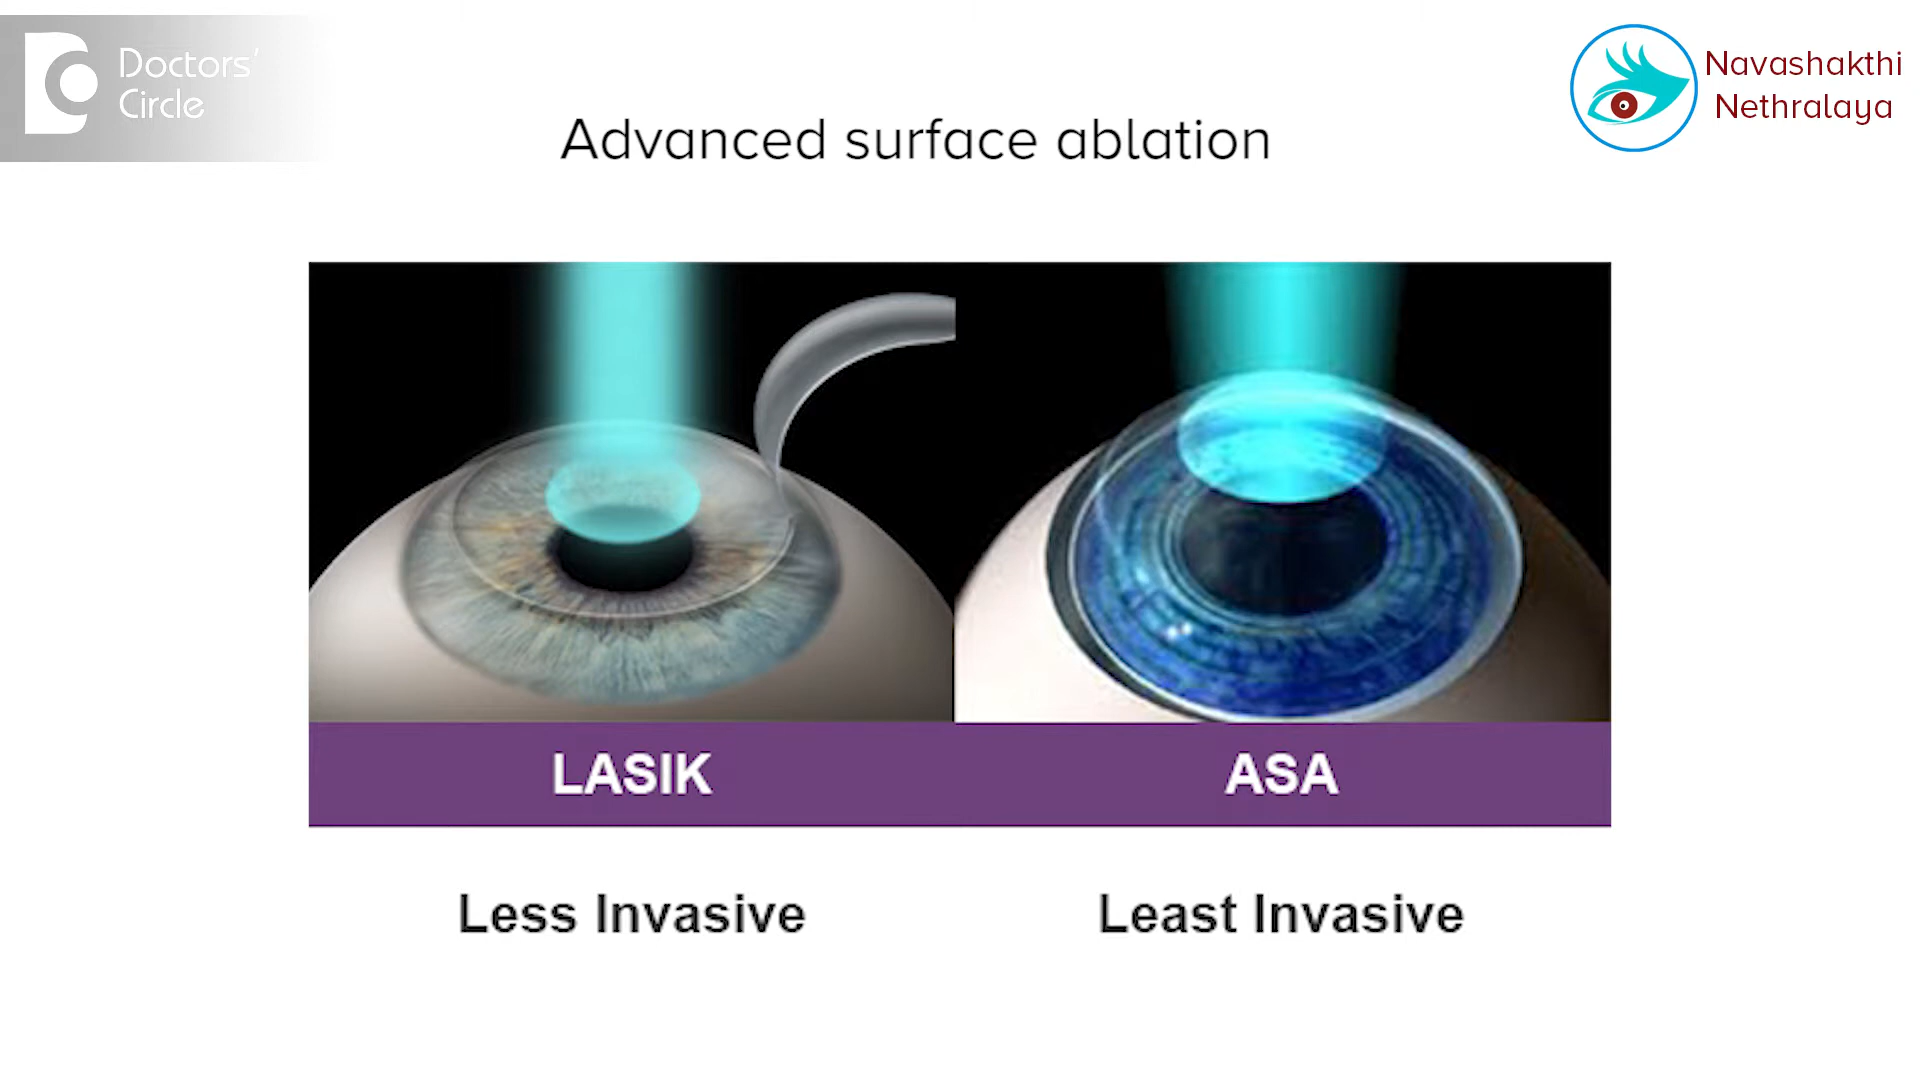 Doctors'
Circle
Navashakthi
Nethralaya
Advanced surface ablation
LASIK
ASA
Less Invasive
Least Invasive